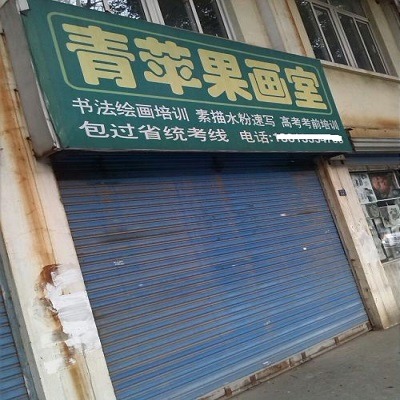 青苹果画室
书法绘画培训 素描水粉速写 高考考前培训
包过省统考线 电话: